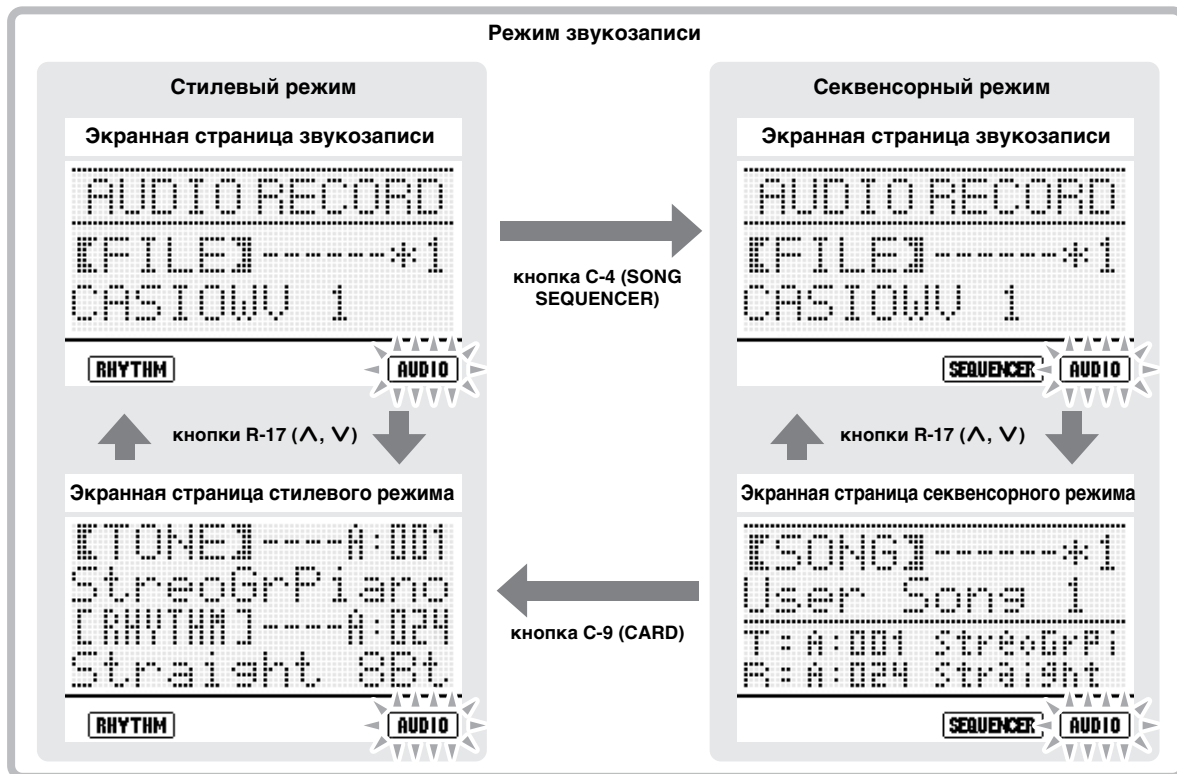 Режим звукозаписи
Стилевый режим
Экранная страница звукозаписи
AUDIO RECORD
[FILE]------*1
CASIOWV 1
RHYTHM
AUDIO
кнопки R-17 (∧, ∨)
Экранная страница стилевого режима
[TONE]----A:001
StreoGrPiano
[RHYTHM]----A:024
Straight 8Bt
RHYTHM
AUDIO
кнопка C-4 (SONG
SEQUENCER)
кнопка C-9 (CARD)
Секвенсорный режим
Экранная страница звукозаписи
AUDIO RECORD
[FILE]------*1
CASIOWV 1
SEQUENCER
AUDIO
кнопки R-17 (∧, ∨)
Экранная страница секвенсорного режима
[SONG]------*1
User Song 1
T:A:001 StreoGrPi
R:A:024 Straight
SEQUENCER
AUDIO